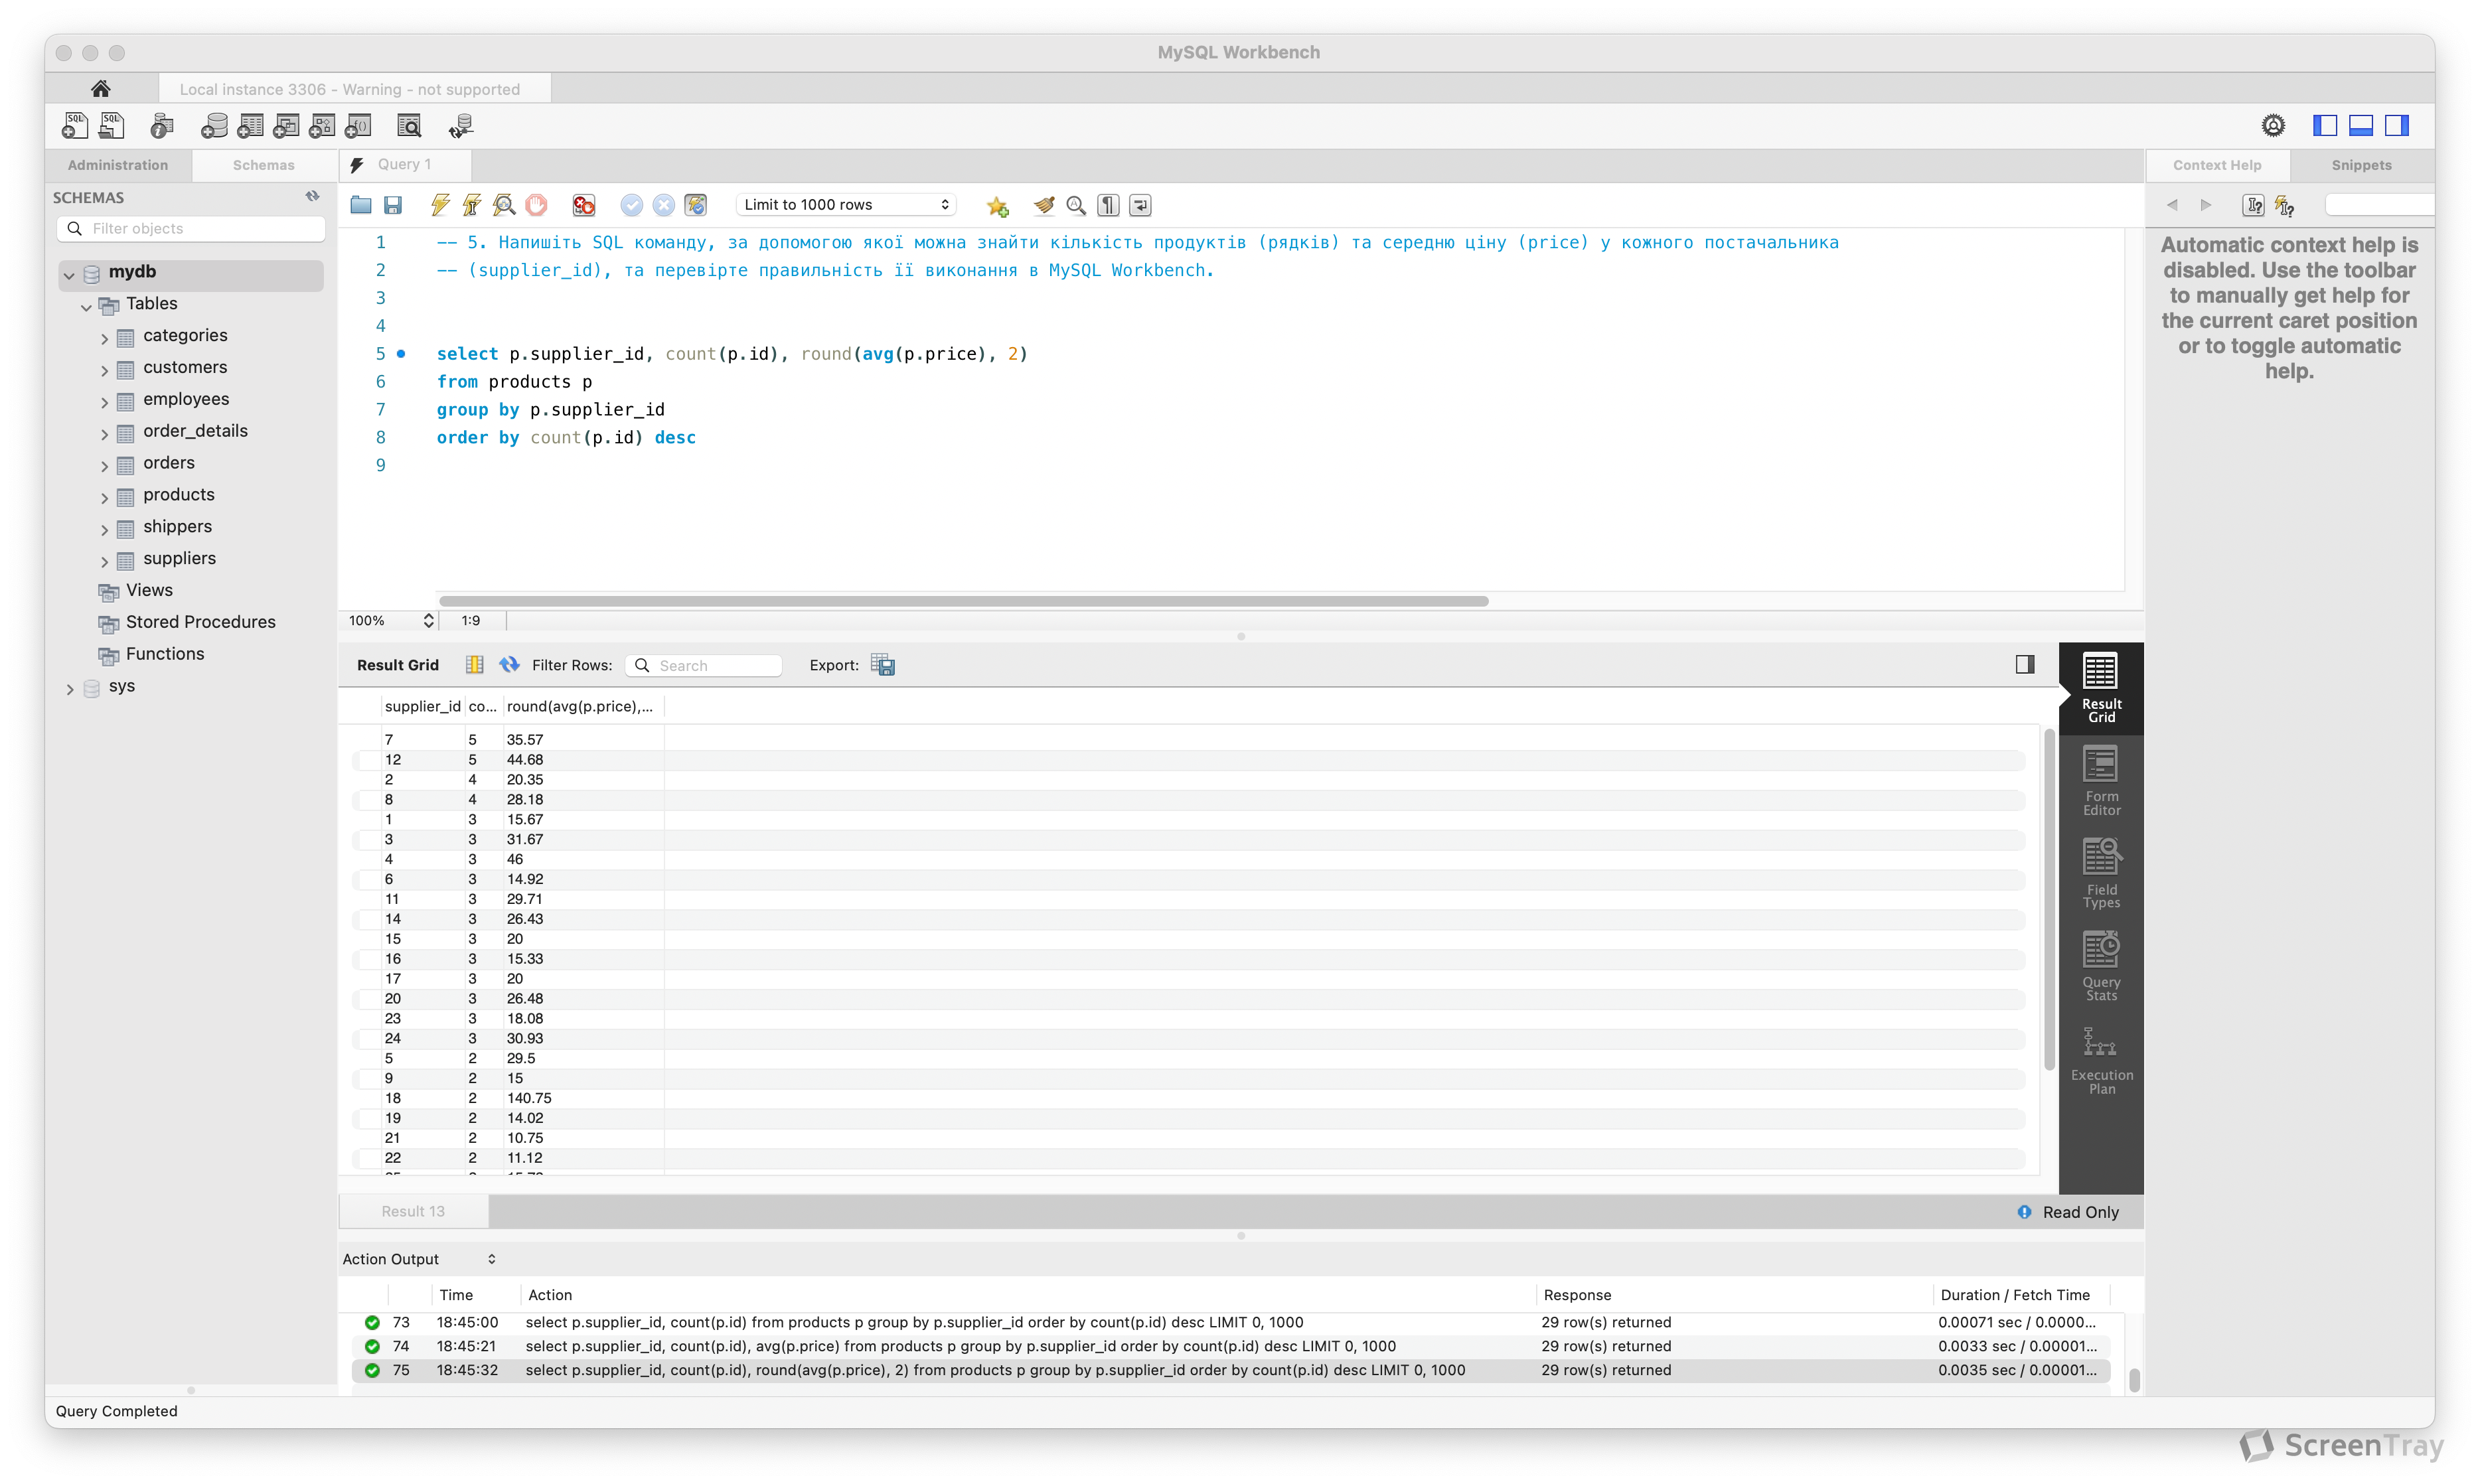 MySQL Workbench
Local instance 3306 - Warning - not supported
Administration
Schemas
Query 1
Context Help
Snippets
SCHEMAS
Filter objects
Limit to 1000 rows
mydb
Tables
categories
customers
employees
order_details
orders
products
shippers
suppliers
Views
Stored Procedures
Functions
sys
1 -- 5. Напишіть SQL команду, за допомогою якої можна знайти кількість продуктів (рядків) та середню ціну (price) у кожного постачальника
2 -- (supplier_id), та перевірте правильність її виконання в MySQL Workbench.
3
4
5 select p.supplier_id, count(p.id), round(avg(p.price), 2)
6 from products p
7 group by p.supplier_id
8 order by count(p.id) desc
9
Automatic context help is
disabled. Use the toolbar
to manually get help for
the current caret position
or to toggle automatic
help.
100% 1:9
Result Grid Filter Rows: Search Export:
supplier_id co... round(avg(p.price),...
7 5 35.57
12 5 44.68
2 4 20.35
8 4 28.18
1 3 15.67
3 3 31.67
4 3 46
6 3 14.92
11 3 29.71
14 3 26.43
15 3 20
16 3 15.33
17 3 20
20 3 26.48
23 3 18.08
24 3 30.93
5 2 29.5
9 2 15
18 2 140.75
19 2 14.02
21 2 10.75
22 2 11.12
Result
Grid
Form
Editor
Field
Types
Query
Stats
Execution
Plan
Result 13
Read Only
Action Output
Time Action Response Duration / Fetch Time
73 18:45:00 select p.supplier_id, count(p.id) from products p group by p.supplier_id order by count(p.id) desc LIMIT 0, 1000 29 row(s) returned 0.00071 sec / 0.0000...
74 18:45:21 select p.supplier_id, count(p.id), avg(p.price) from products p group by p.supplier_id order by count(p.id) desc LIMIT 0, 1000 29 row(s) returned 0.0033 sec / 0.00001...
75 18:45:32 select p.supplier_id, count(p.id), round(avg(p.price), 2) from products p group by p.supplier_id order by count(p.id) desc LIMIT 0, 1000 29 row(s) returned 0.0035 sec / 0.00001...
Query Completed
ScreenTray